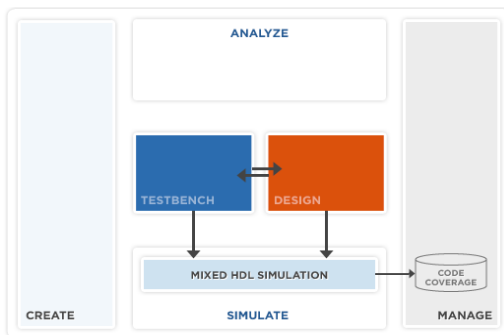 ANALYZE
TESTBENCH
DESIGN
MIXED HDL SIMULATION
CODE
COVERAGE
CREATE
SIMULATE
MANAGE